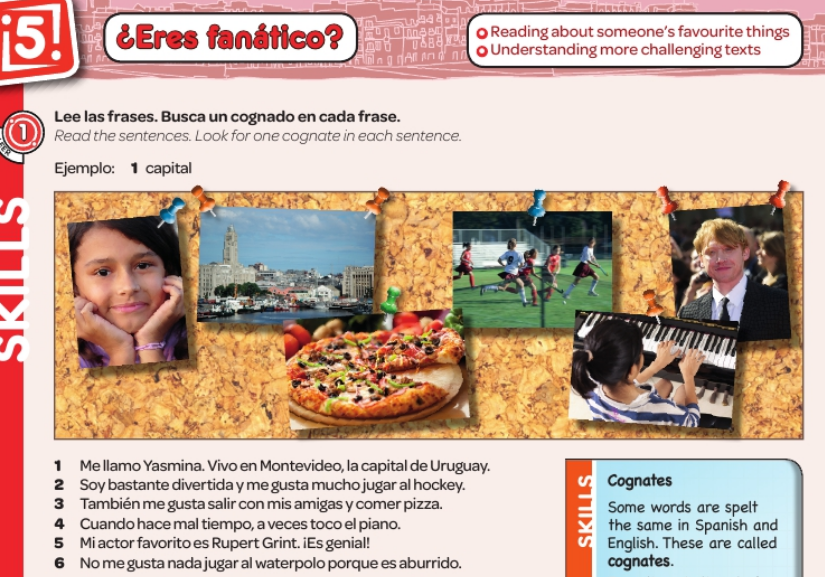 ¡5!
¿Eres fanático?
Reading about someone's favourite things
Understanding more challenging texts
1
SKILLS
Lee las frases. Busca un cognado en cada frase.
Read the sentences. Look for one cognate in each sentence.
Ejemplo: 1 capital
1 Me llamo Yasmina. Vivo en Montevideo, la capital de Uruguay.
2 Soy bastante divertida y me gusta mucho jugar al hockey.
3 También me gusta salir con mis amigas y comer pizza.
4 Cuando hace mal tiempo, a veces toco el piano.
5 Mi actor favorito es Rupert Grint. ¡Es genial!
6 No me gusta nada jugar al waterpolo porque es aburrido.
SKILLS
Cognates
Some words are spelt
the same in Spanish and
English. These are called
cognates.